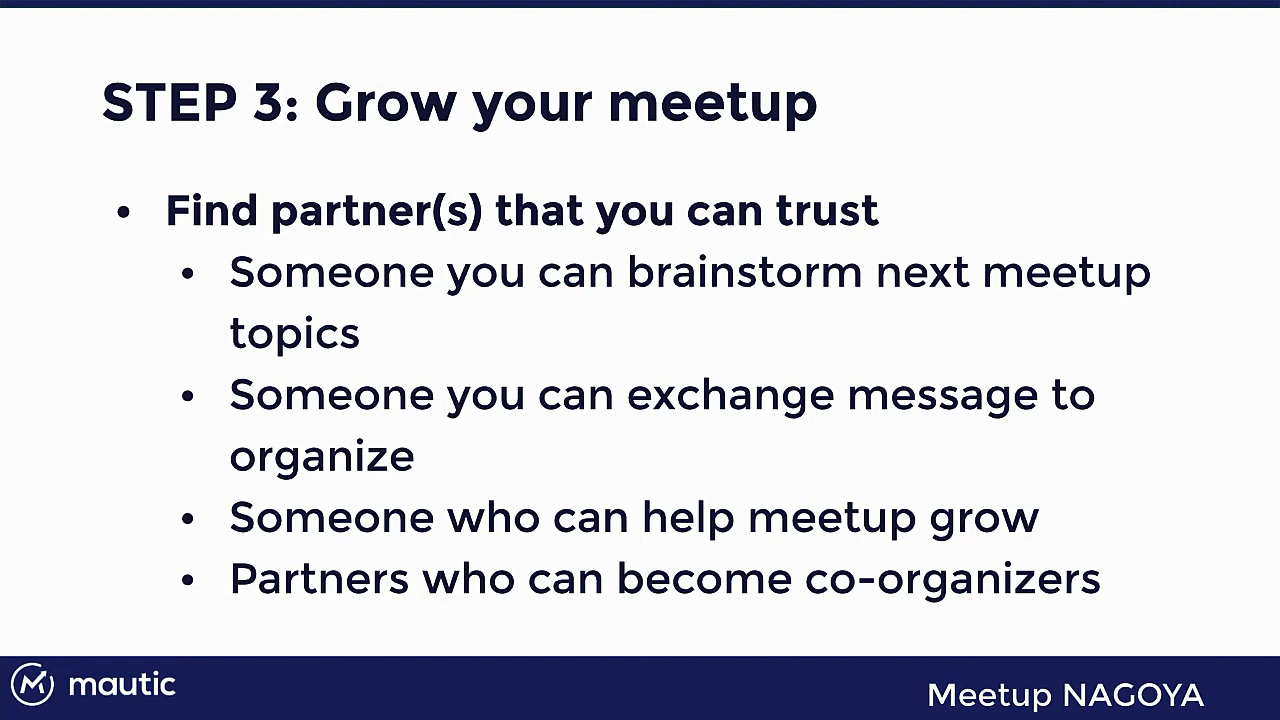 STEP 3: Grow your meetup
• Find partner(s) that you can trust
• Someone you can brainstorm next meetup
topics
• Someone you can exchange message to
organize
• Someone who can help meetup grow
• Partners who can become co-organizers
mautic
Meetup NAGOYA